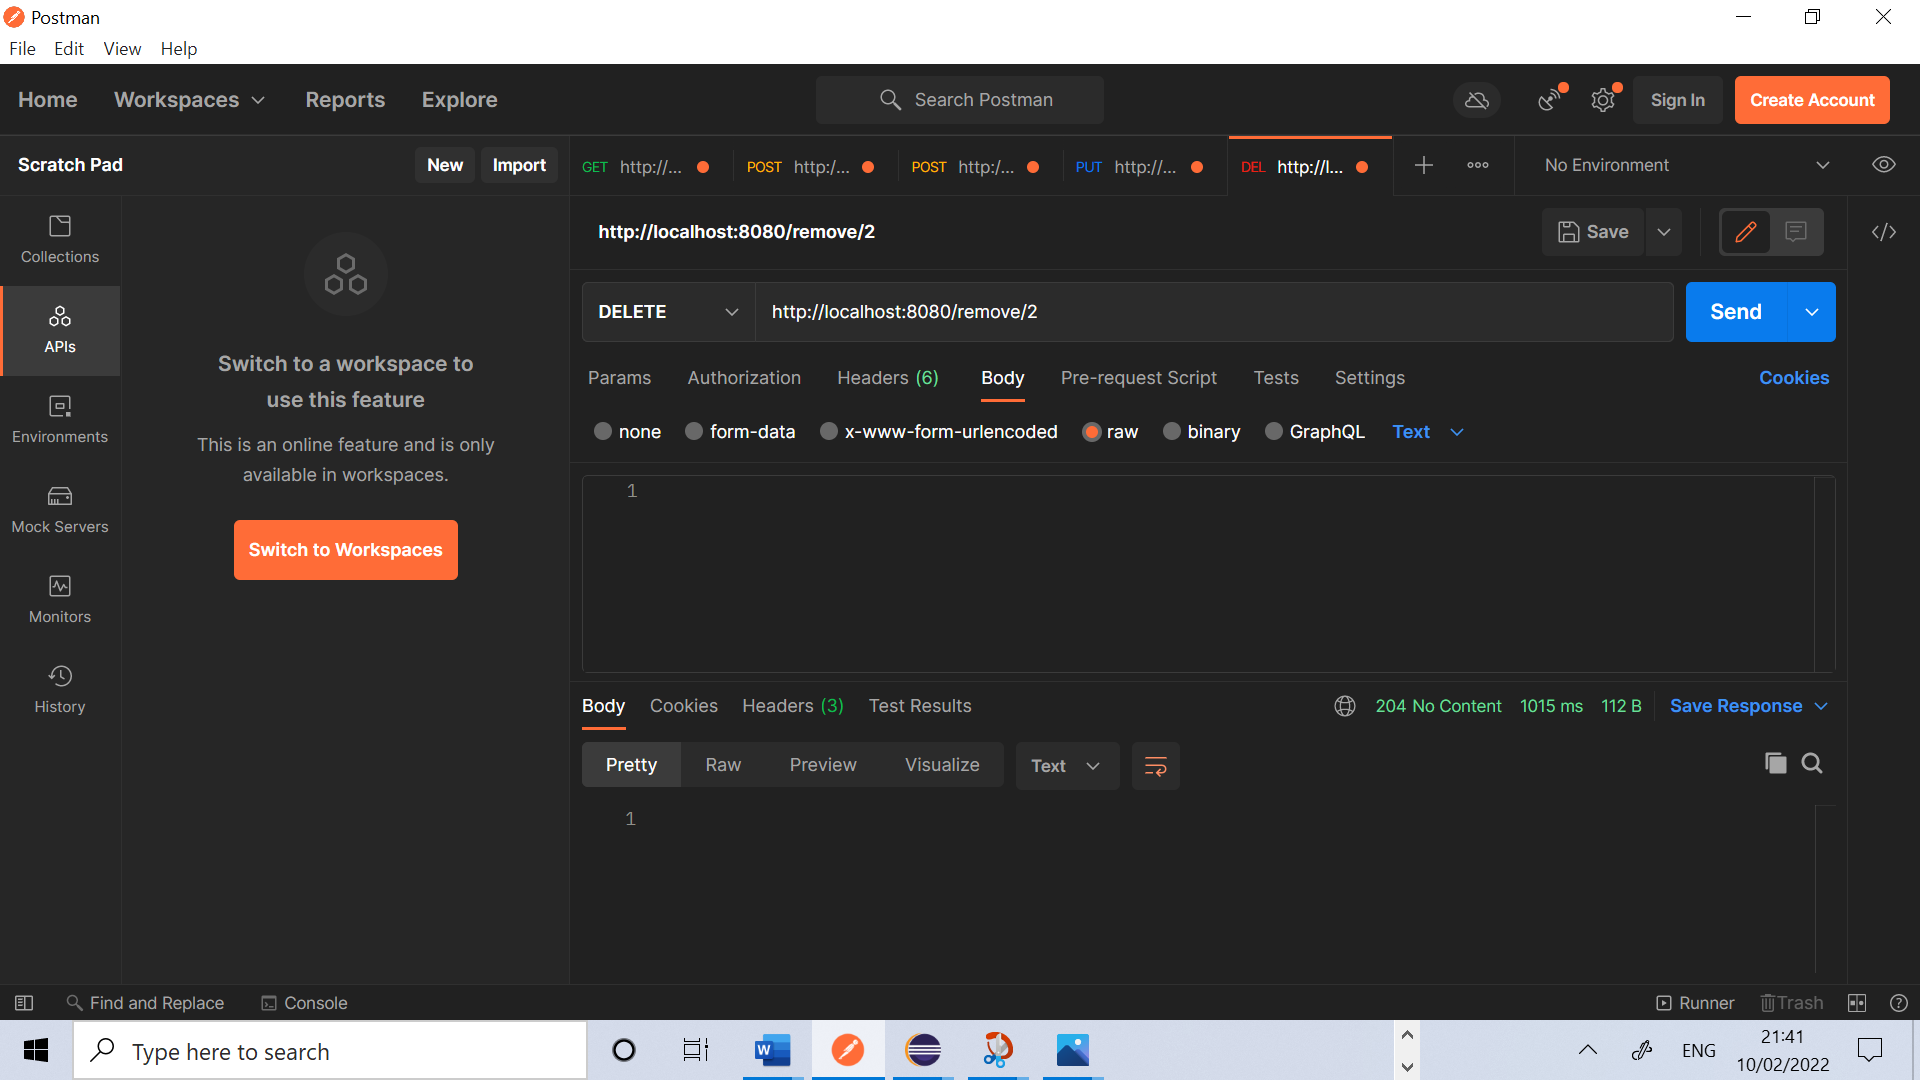 Postman
File Edit View Help
Home Workspaces Reports Explore
Search Postman
Sign In
Create Account
Scratch Pad
New
Import
GET http://...
POST http:/...
POST http:/...
PUT http://...
DEL http://l...
No Environment
Collections
APIs
Environments
Mock Servers
Monitors
History
Switch to a workspace to
use this feature
This is an online feature and is only
available in workspaces.
Switch to Workspaces
http://localhost:8080/remove/2
Save
DELETE
http://localhost:8080/remove/2
Send
Params Authorization Headers (6) Body Pre-request Script Tests Settings
Cookies
none form-data x-www-form-urlencoded raw binary GraphQL Text
1
Body Cookies Headers (3) Test Results
204 No Content 1015 ms 112 B Save Response
Pretty Raw Preview Visualize Text
1
Find and Replace Console
Runner Trash
Type here to search
W
ENG
21:41
10/02/2022